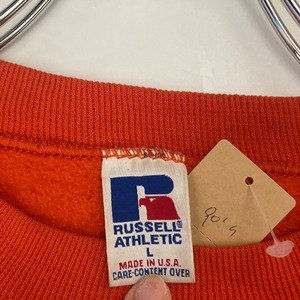 RUSSELL®
ATHLETIC
L
MADE IN U.S.A.
CARE-CONTENT OVER
90's